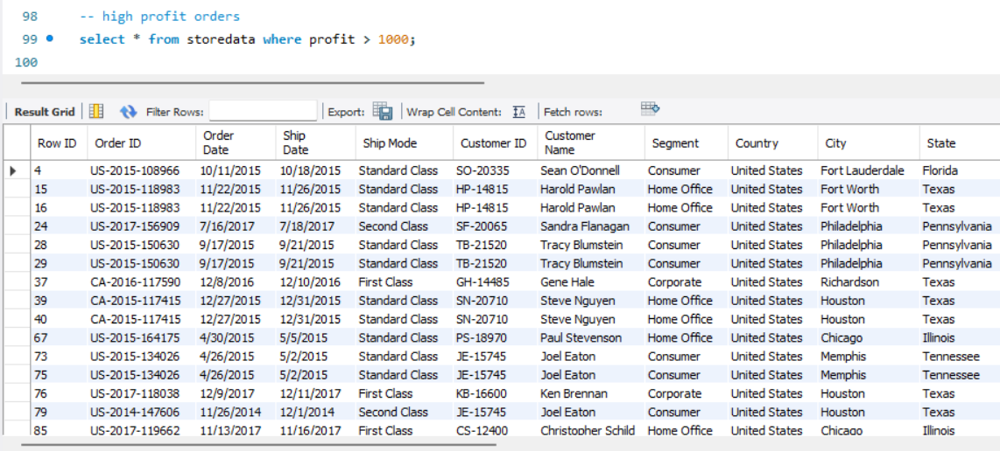 98 -- high profit orders
99 select * from storedata where profit > 1000;
100
Result Grid Filter Rows: Export: Wrap Cell Content: IA Fetch rows:
Row ID Order ID Order Date Ship Date Ship Mode Customer ID Customer Name Segment Country City State
4 US-2015-108966 10/11/2015 10/18/2015 Standard Class SO-20335 Sean O'Donnell Consumer United States Fort Lauderdale Florida
15 US-2015-118983 11/22/2015 11/26/2015 Standard Class HP-14815 Harold Pawlan Home Office United States Fort Worth Texas
16 US-2015-118983 11/22/2015 11/26/2015 Standard Class HP-14815 Harold Pawlan Home Office United States Fort Worth Texas
24 US-2017-156909 7/16/2017 7/18/2017 Second Class SF-20065 Sandra Flanagan Consumer United States Philadelphia Pennsylvania
28 US-2015-150630 9/17/2015 9/21/2015 Standard Class TB-21520 Tracy Blumstein Consumer United States Philadelphia Pennsylvania
29 US-2015-150630 9/17/2015 9/21/2015 Standard Class TB-21520 Tracy Blumstein Consumer United States Philadelphia Pennsylvania
37 CA-2016-117590 12/8/2016 12/10/2016 First Class GH-14485 Gene Hale Corporate United States Richardson Texas
39 CA-2015-117415 12/27/2015 12/31/2015 Standard Class SN-20710 Steve Nguyen Home Office United States Houston Texas
40 CA-2015-117415 12/27/2015 12/31/2015 Standard Class SN-20710 Steve Nguyen Home Office United States Houston Texas
67 US-2015-164175 4/30/2015 5/5/2015 Standard Class PS-18970 Paul Stevenson Home Office United States Chicago Illinois
73 US-2015-134026 4/26/2015 5/2/2015 Standard Class JE-15745 Joel Eaton Consumer United States Memphis Tennessee
75 US-2015-134026 4/26/2015 5/2/2015 Standard Class JE-15745 Joel Eaton Consumer United States Memphis Tennessee
76 US-2017-118038 12/9/2017 12/11/2017 First Class KB-16600 Ken Brennan Corporate United States Houston Texas
79 US-2014-147606 11/26/2014 12/1/2014 Second Class JE-15745 Joel Eaton Consumer United States Houston Texas
85 US-2017-119662 11/13/2017 11/16/2017 First Class CS-12400 Christopher Schild Home Office United States Chicago Illinois